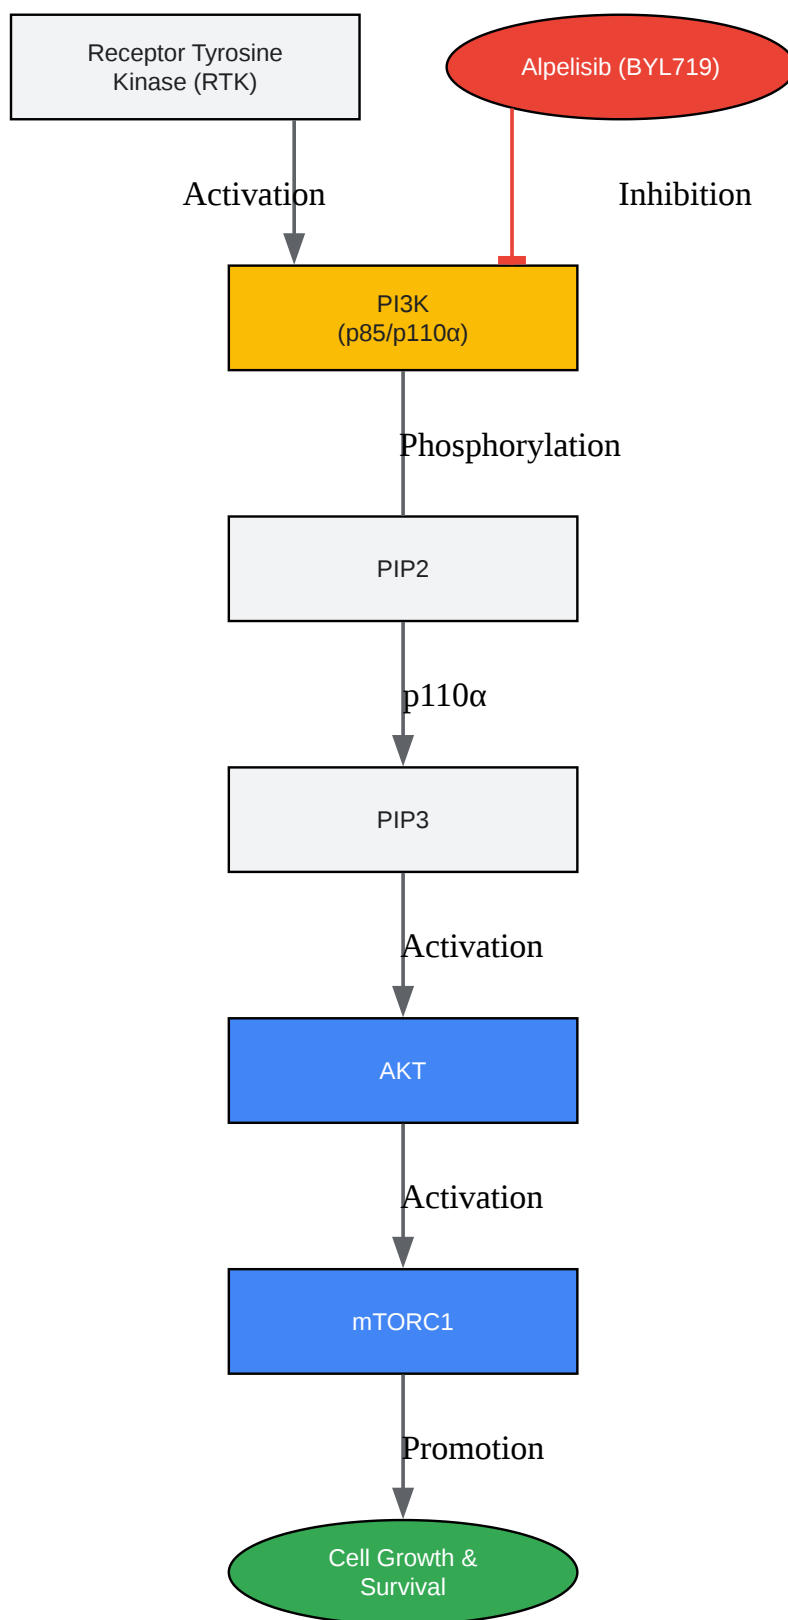 Receptor Tyrosine
Kinase (RTK)
Alpelisib (BYL719)
Activation
Inhibition
PI3K
(p85/p110α)
Phosphorylation
PIP2
p110α
PIP3
Activation
AKT
Activation
mTORC1
Promotion
Cell Growth &
Survival